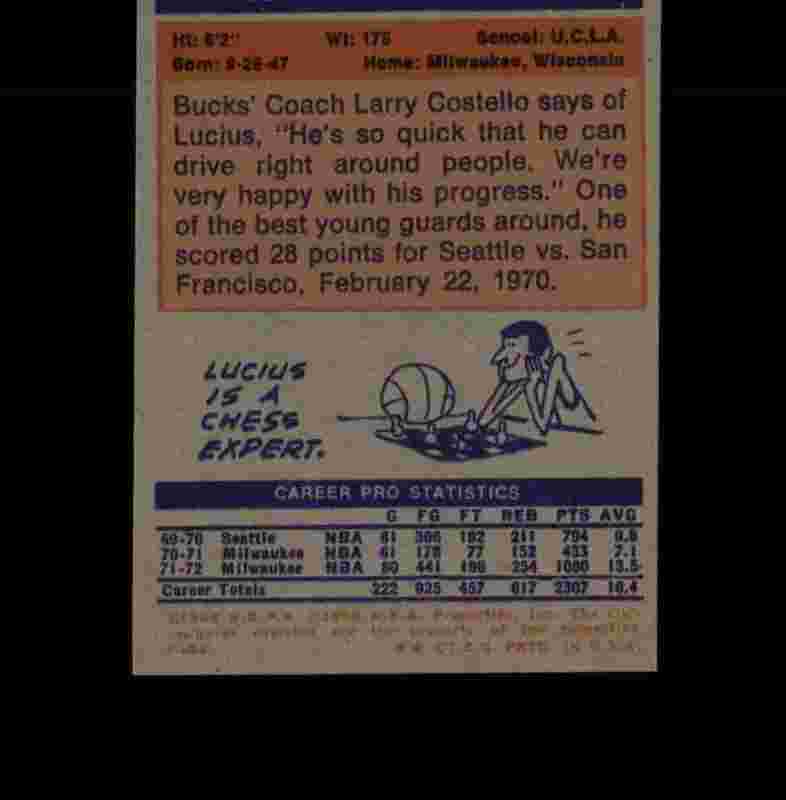 Ht: 6'2" Wt: 175 School: U.C.L.A.
Born: 9-26-47 Home: Milwaukee, Wisconsin
Bucks' Coach Larry Costello says of
Lucius, "He's so quick that he can
drive right around people. We're
very happy with his progress." One
of the best young guards around, he
scored 28 points for Seattle vs. San
Francisco, February 22, 1970.
LUCIUS
IS A
CHESS
EXPERT.
CAREER PRO STATISTICS
G FG FT REB PTS AVG
69-70 Seattle NBA 81 306 182 211 794 9.8
70-71 Milwaukee NBA 61 178 77 152 433 7.1
71-72 Milwaukee NBA 80 441 198 254 1080 13.5
Career Totals 222 925 457 617 2307 10.4
PRTD. IN U.S.A.